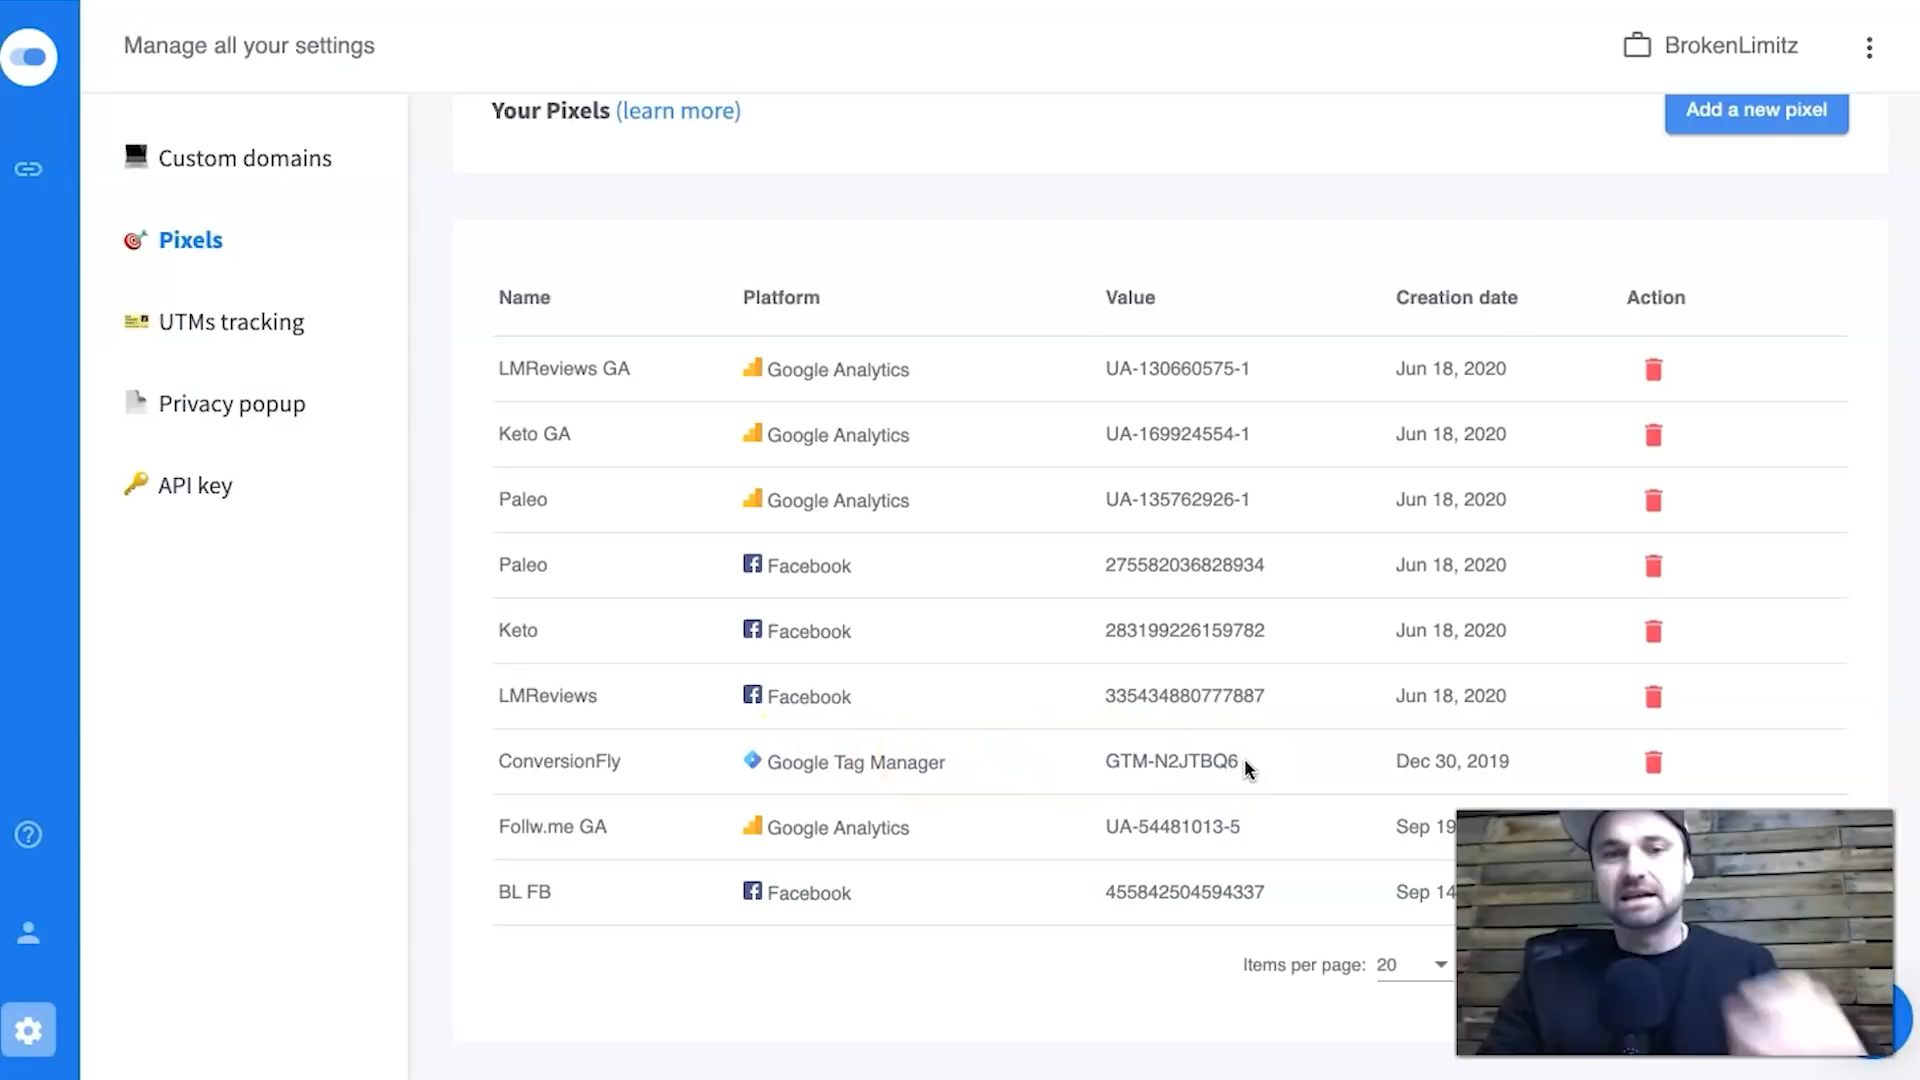 Manage all your settings
BrokenLimitz
Custom domains
Pixels
UTMs tracking
Privacy popup
API key
Your Pixels (learn more)
Add a new pixel
Name Platform Value Creation date Action
LMReviews GA Google Analytics UA-130660575-1 Jun 18, 2020
Keto GA Google Analytics UA-169924554-1 Jun 18, 2020
Paleo Google Analytics UA-135762926-1 Jun 18, 2020
Paleo Facebook 275582036828934 Jun 18, 2020
Keto Facebook 283199226159782 Jun 18, 2020
LMReviews Facebook 335434880777887 Jun 18, 2020
ConversionFly Google Tag Manager GTM-N2JTBQ6 Dec 30, 2019
Follw.me GA Google Analytics UA-54481013-5 Sep 19
BL FB Facebook 455842504594337 Sep 14
Items per page: 20